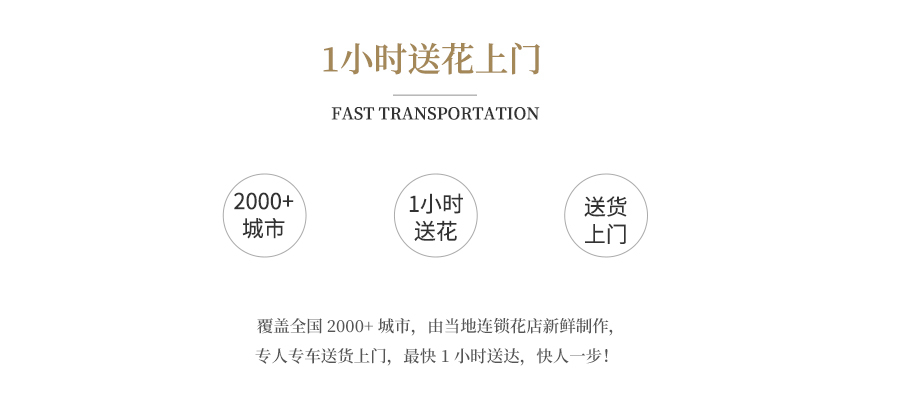 1小时送花上门
FAST TRANSPORTATION
2000+
城市
1小时
送花
送货
上门
覆盖全国 2000+ 城市，由当地连锁花店新鲜制作，
专人专车送货上门，最快 1 小时送达，快人一步！